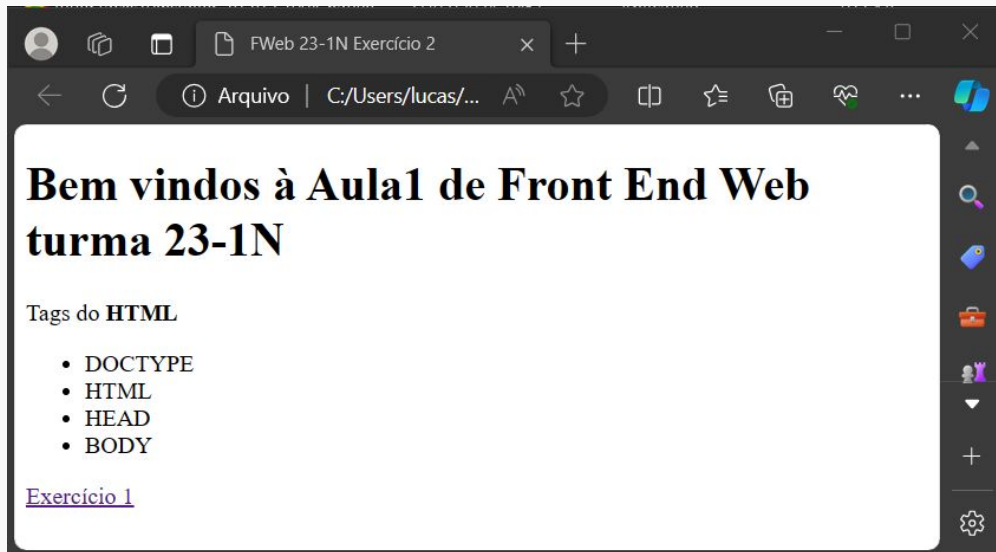 FWeb 23-1N Exercício 2
Arquivo | C:/Users/lucas/...
Bem vindos à Aula1 de Front End Web
turma 23-1N
Tags do HTML
• DOCTYPE
• HTML
• HEAD
• BODY
Exercício 1